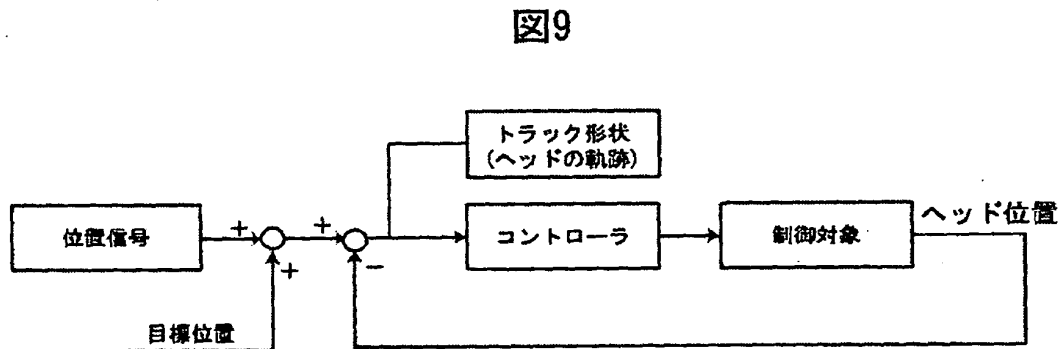 図9
トラック形状
(ヘッドの軌跡)
ヘッド位置
位置信号
+
+
+
-
コントローラ
制御対象
目標位置